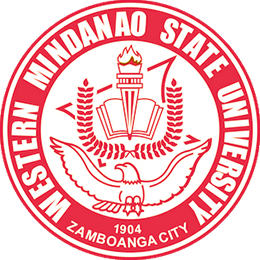 WESTERN MINDANAO STATE UNIVERSITY
1904
ZAMBOANGA CITY